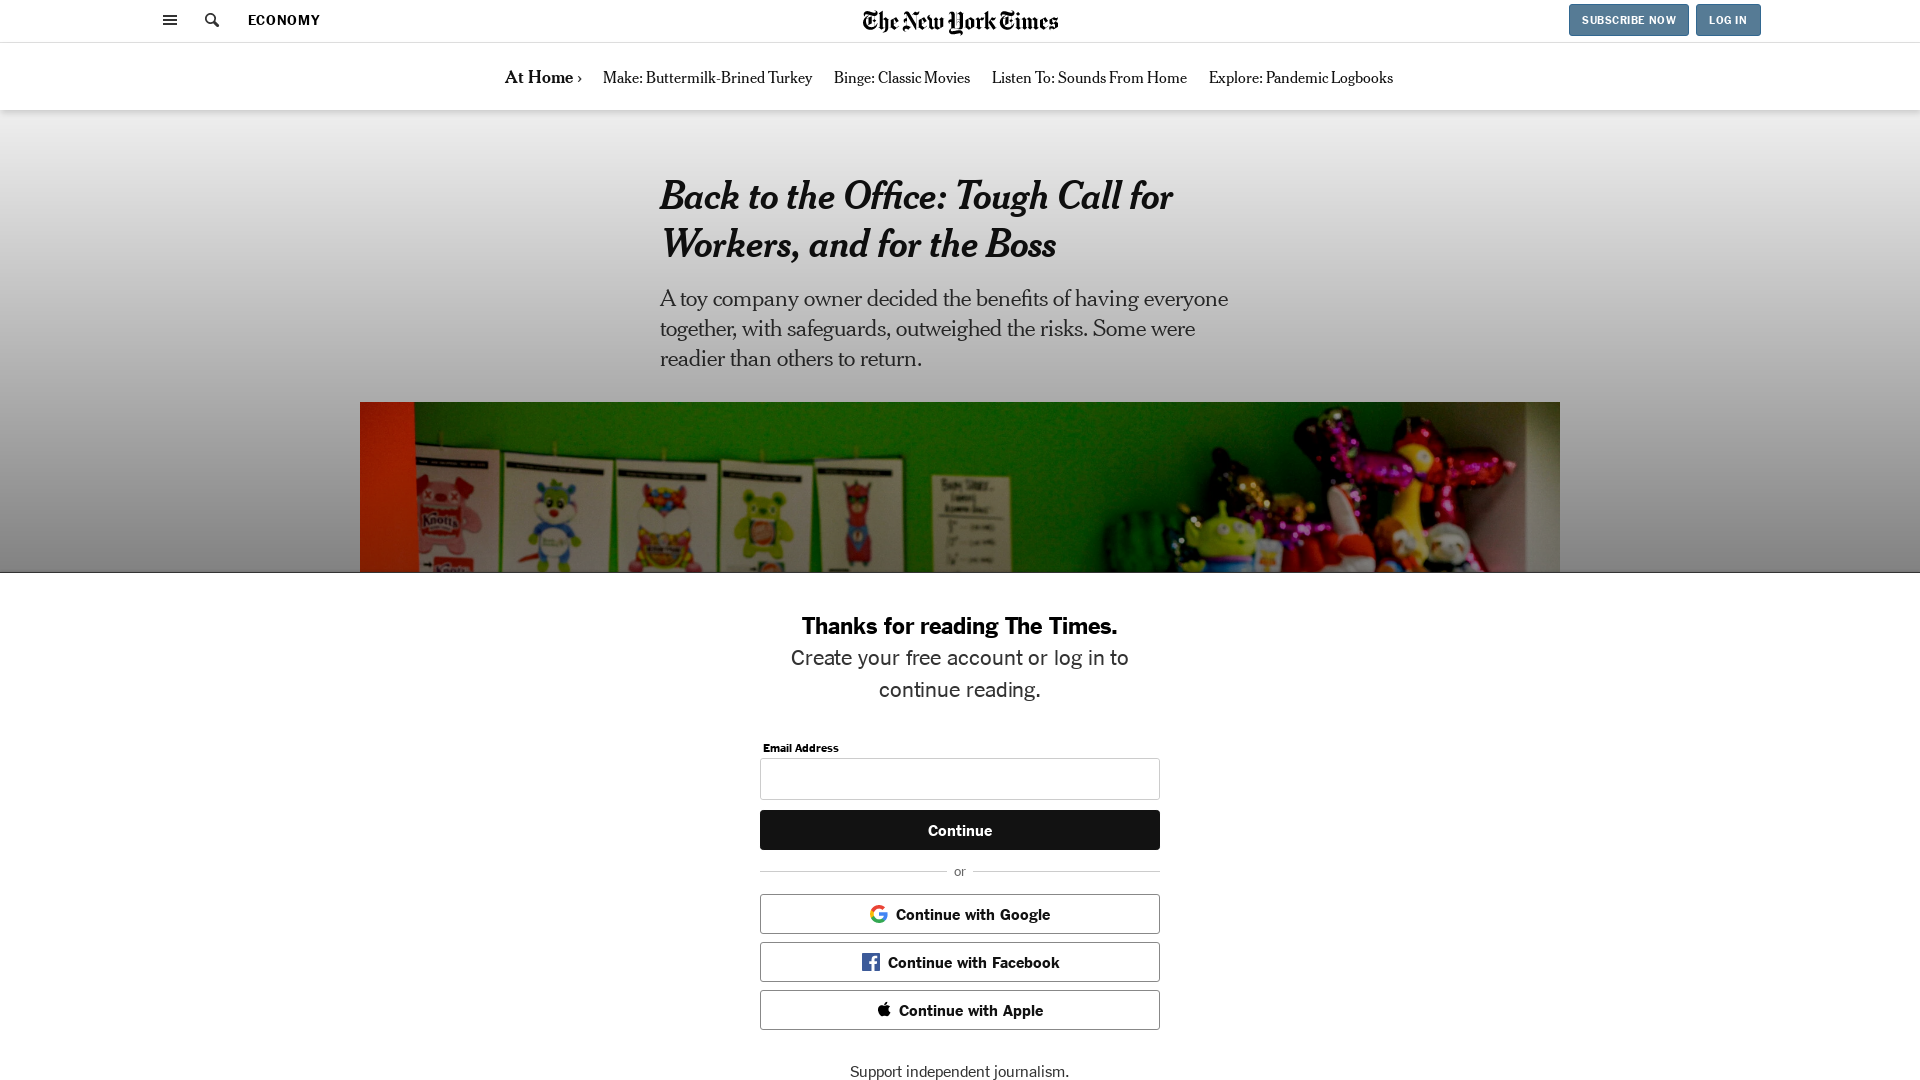 ECONOMY
The New York Times
SUBSCRIBE NOW
LOG IN
At Home ›
Make: Buttermilk-Brined Turkey
Binge: Classic Movies
Listen To: Sounds From Home
Explore: Pandemic Logbooks
Back to the Office: Tough Call for
Workers, and for the Boss
A toy company owner decided the benefits of having everyone
together, with safeguards, outweighed the risks. Some were
readier than others to return.
Knotts
Thanks for reading The Times.
Create your free account or log in to
continue reading.
Email Address
Continue
or
Continue with Google
Continue with Facebook
Continue with Apple
Support independent journalism.